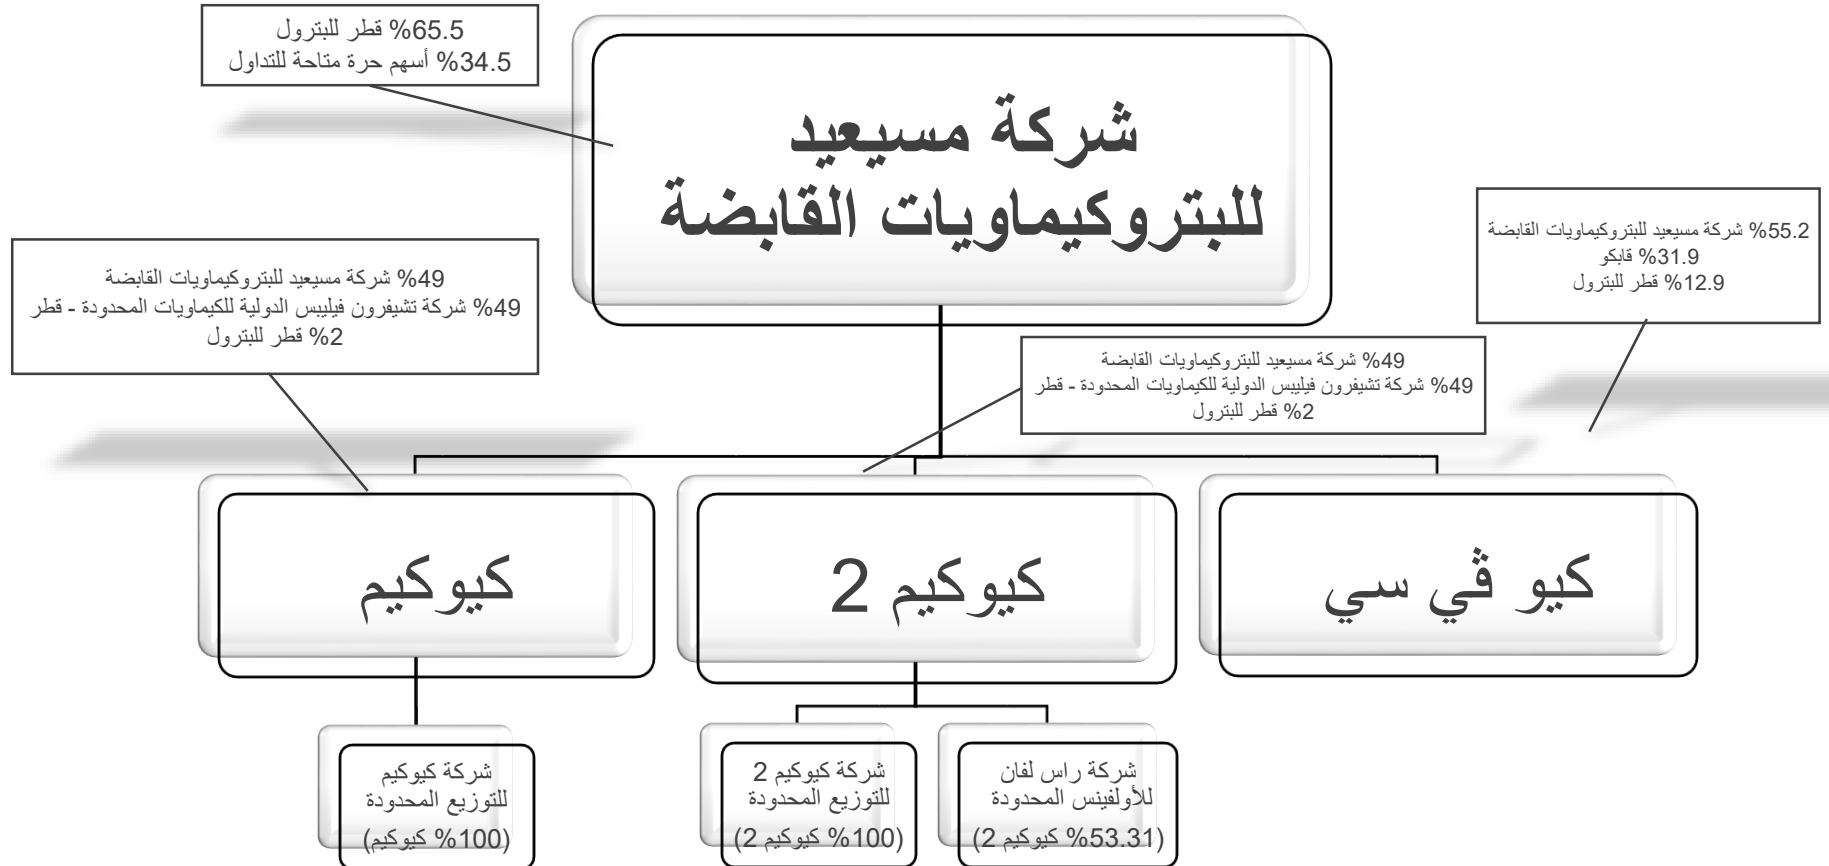 %65.5 قطر للبترول
%34.5 أسهم حرة متاحة للتداول
شركة مسيعيد
للبتروكيماويات القابضة
%55.2 شركة مسيعيد للبتروكيماويات القابضة
%31.9 قابكو
%12.9 قطر للبترول
%49 شركة مسيعيد للبتروكيماويات القابضة
%49 شركة تشيفرون فيليبس الدولية للكيماويات المحدودة - قطر
%2 قطر للبترول
%49 شركة مسيعيد للبتروكيماويات القابضة
%49 شركة تشيفرون فيليبس الدولية للكيماويات المحدودة - قطر
%2 قطر للبترول
كيو ڤي سي
كيوكيم 2
كيوكيم
شركة راس لفان
للأولفينس المحدودة
(%53.31 كيوكيم 2)
شركة كيوكيم 2
للتوزيع المحدودة
(%100 كيوكيم 2)
شركة كيوكيم
للتوزيع المحدودة
(%100 كيوكيم)